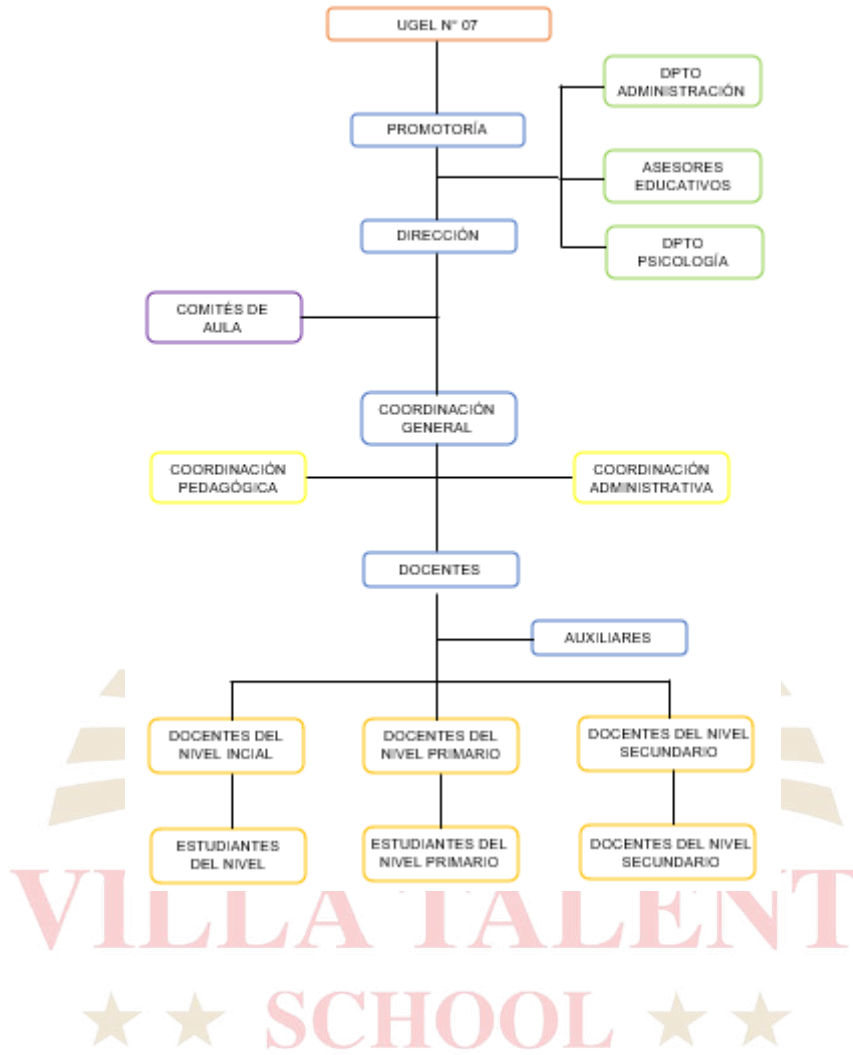 UGEL N° 07
DPTO
ADMINISTRACIÓN
PROMOTORÍA
ASESORES
EDUCATIVOS
DIRECCIÓN
DPTO
PSICOLOGÍA
COMITÉS DE
AULA
COORDINACIÓN
GENERAL
COORDINACIÓN
PEDAGÓGICA
COORDINACIÓN
ADMINISTRATIVA
DOCENTES
AUXILIARES
DOCENTES DEL
NIVEL INCIAL
DOCENTES DEL
NIVEL PRIMARIO
DOCENTES DEL NIVEL
SECUNDARIO
ESTUDIANTES
DEL NIVEL
ESTUDIANTES DEL
NIVEL PRIMARIO
DOCENTES DEL NIVEL
SECUNDARIO
VILLA TALENT
SCHOOL